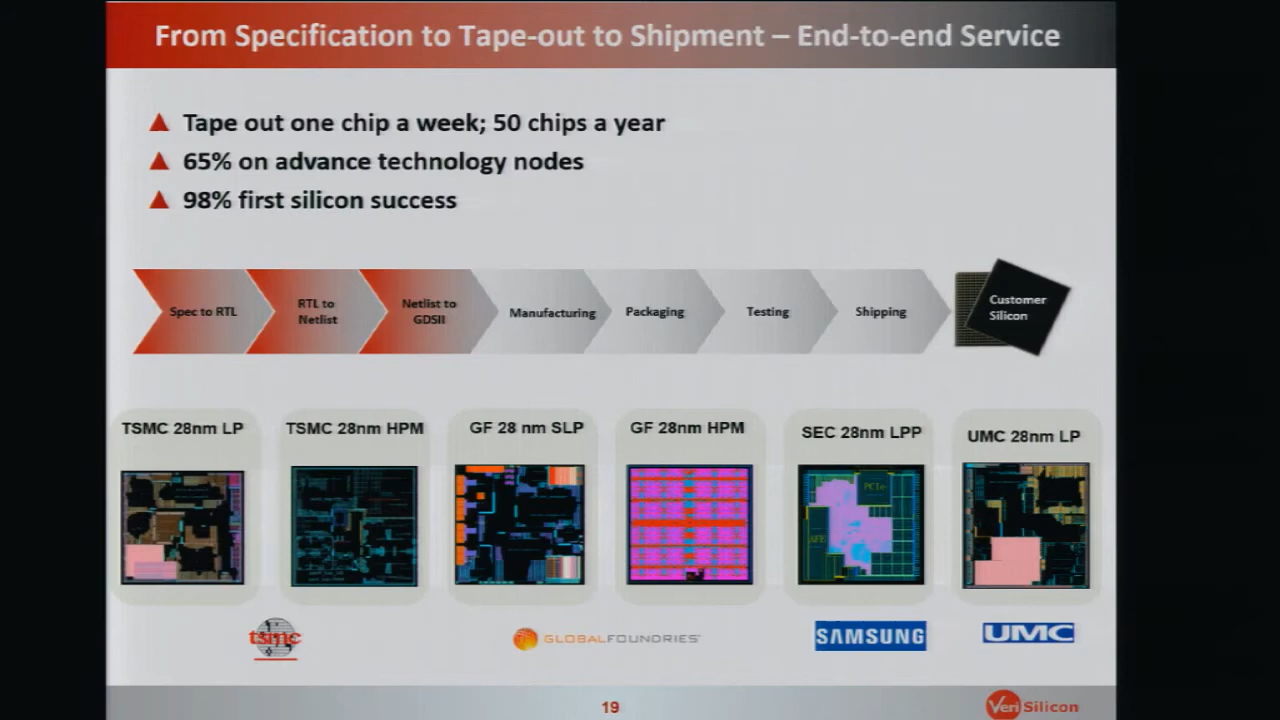 From Specification to Tape-out to Shipment – End-to-end Service
Tape out one chip a week; 50 chips a year
65% on advance technology nodes
98% first silicon success
Spec to RTL
RTL to
Netlist
Netlist to
GDSII
Manufacturing
Packaging
Testing
Shipping
Customer
Silicon
TSMC 28nm LP
TSMC 28nm HPM
GF 28 nm SLP
GF 28nm HPM
SEC 28nm LPP
UMC 28nm LP
PCIe
AFE
tsmc
GLOBALFOUNDRIES
SAMSUNG
UMC
19
VeriSilicon